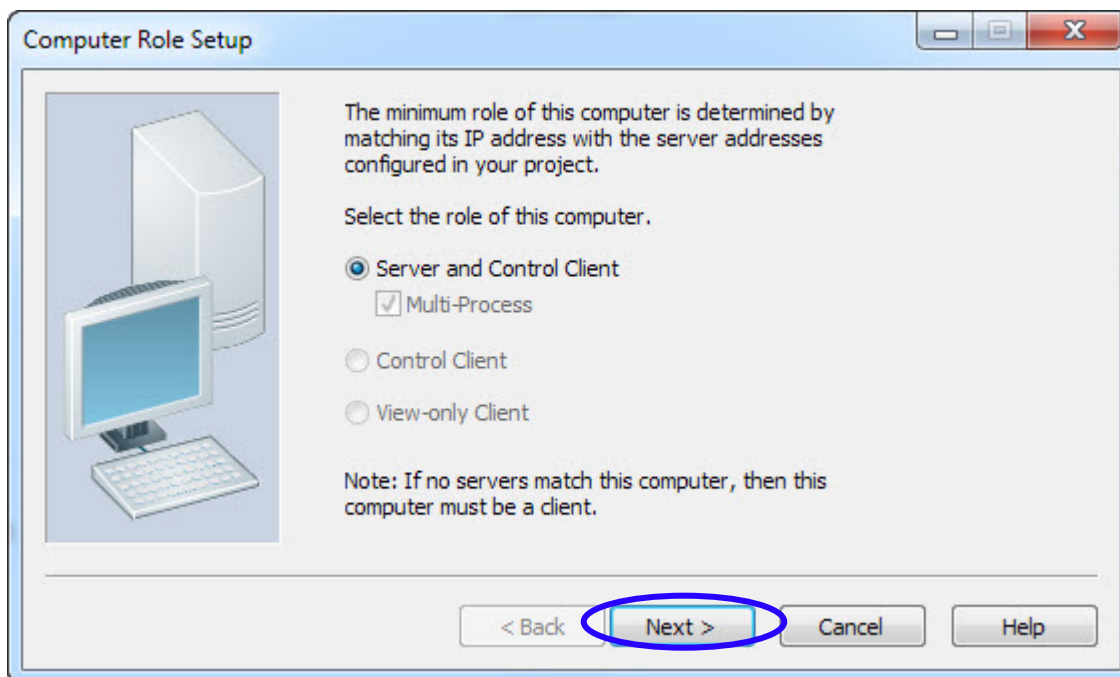 Computer Role Setup
The minimum role of this computer is determined by
matching its IP address with the server addresses
configured in your project.
Select the role of this computer.
Server and Control Client
Multi-Process
Control Client
View-only Client
Note: If no servers match this computer, then this
computer must be a client.
< Back Next > Cancel Help